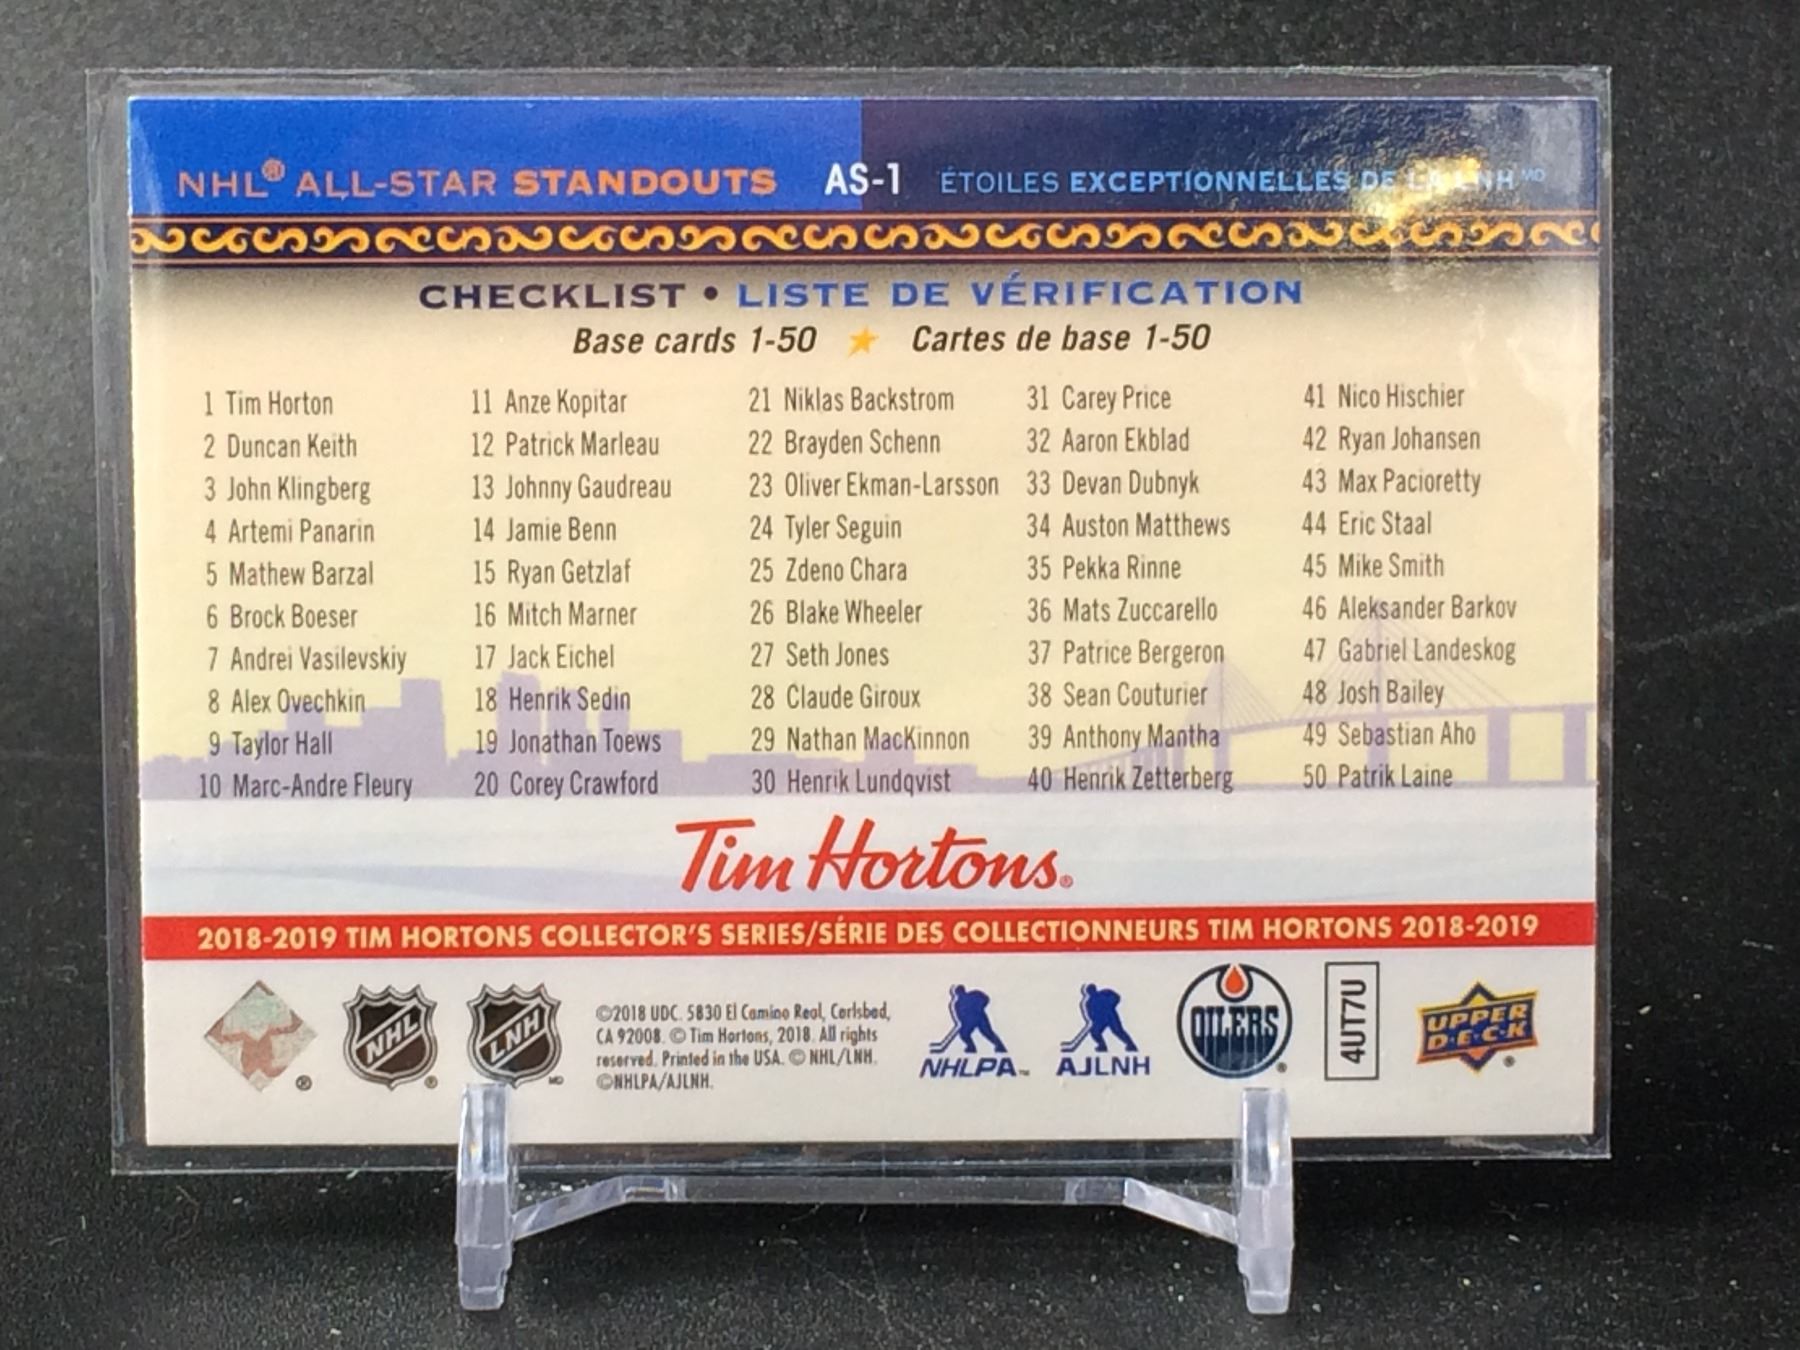 NHL® ALL-STAR STANDOUTS AS-1 ÉTOILES EXCEPTIONNELLES DE LA LNH MD
CHECKLIST • LISTE DE VÉRIFICATION
Base cards 1-50 ★ Cartes de base 1-50
1 Tim Horton
2 Duncan Keith
3 John Klingberg
4 Artemi Panarin
5 Mathew Barzal
6 Brock Boeser
7 Andrei Vasilevskiy
8 Alex Ovechkin
9 Taylor Hall
10 Marc-Andre Fleury
11 Anze Kopitar
12 Patrick Marleau
13 Johnny Gaudreau
14 Jamie Benn
15 Ryan Getzlaf
16 Mitch Marner
17 Jack Eichel
18 Henrik Sedin
19 Jonathan Toews
20 Corey Crawford
21 Niklas Backstrom
22 Brayden Schenn
23 Oliver Ekman-Larsson
24 Tyler Seguin
25 Zdeno Chara
26 Blake Wheeler
27 Seth Jones
28 Claude Giroux
29 Nathan MacKinnon
30 Henrik Lundqvist
31 Carey Price
32 Aaron Ekblad
33 Devan Dubnyk
34 Auston Matthews
35 Pekka Rinne
36 Mats Zuccarello
37 Patrice Bergeron
38 Sean Couturier
39 Anthony Mantha
40 Henrik Zetterberg
41 Nico Hischier
42 Ryan Johansen
43 Max Pacioretty
44 Eric Staal
45 Mike Smith
46 Aleksander Barkov
47 Gabriel Landeskog
48 Josh Bailey
49 Sebastian Aho
50 Patrik Laine
Tim Hortons®
2018-2019 TIM HORTONS COLLECTOR'S SERIES/SÉRIE DES COLLECTIONNEURS TIM HORTONS 2018-2019
®
NHL ®
LNH MD
©2018 UDC. 5830 El Camino Real, Carlsbad,
CA 92008. © Tim Hortons, 2018. All rights
reserved. Printed in the USA. © NHL/LNH.
©NHLPA/AJLNH.
NHLPA™
AJLNH
OILERS ®
4UT7U
UPPER
D·E·C·K ®